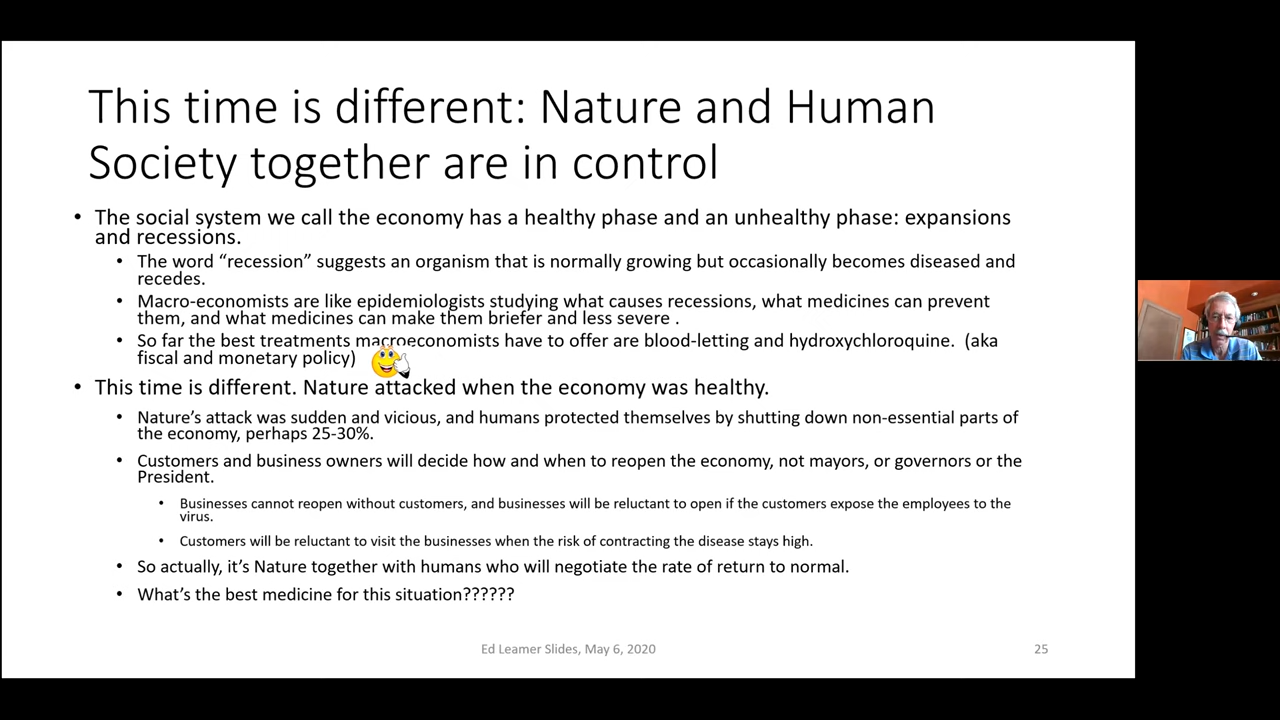 This time is different: Nature and Human
Society together are in control
• The social system we call the economy has a healthy phase and an unhealthy phase: expansions
and recessions.
• The word “recession” suggests an organism that is normally growing but occasionally becomes diseased and
recedes.
• Macro-economists are like epidemiologists studying what causes recessions, what medicines can prevent
them, and what medicines can make them briefer and less severe .
• So far the best treatments macroeconomists have to offer are blood-letting and hydroxychloroquine. (aka
fiscal and monetary policy)
• This time is different. Nature attacked when the economy was healthy.
• Nature’s attack was sudden and vicious, and humans protected themselves by shutting down non-essential parts of
the economy, perhaps 25-30%.
• Customers and business owners will decide how and when to reopen the economy, not mayors, or governors or the
President.
• Businesses cannot reopen without customers, and businesses will be reluctant to open if the customers expose the employees to the
virus.
• Customers will be reluctant to visit the businesses when the risk of contracting the disease stays high.
• So actually, it’s Nature together with humans who will negotiate the rate of return to normal.
• What’s the best medicine for this situation??????
Ed Leamer Slides, May 6, 2020
25